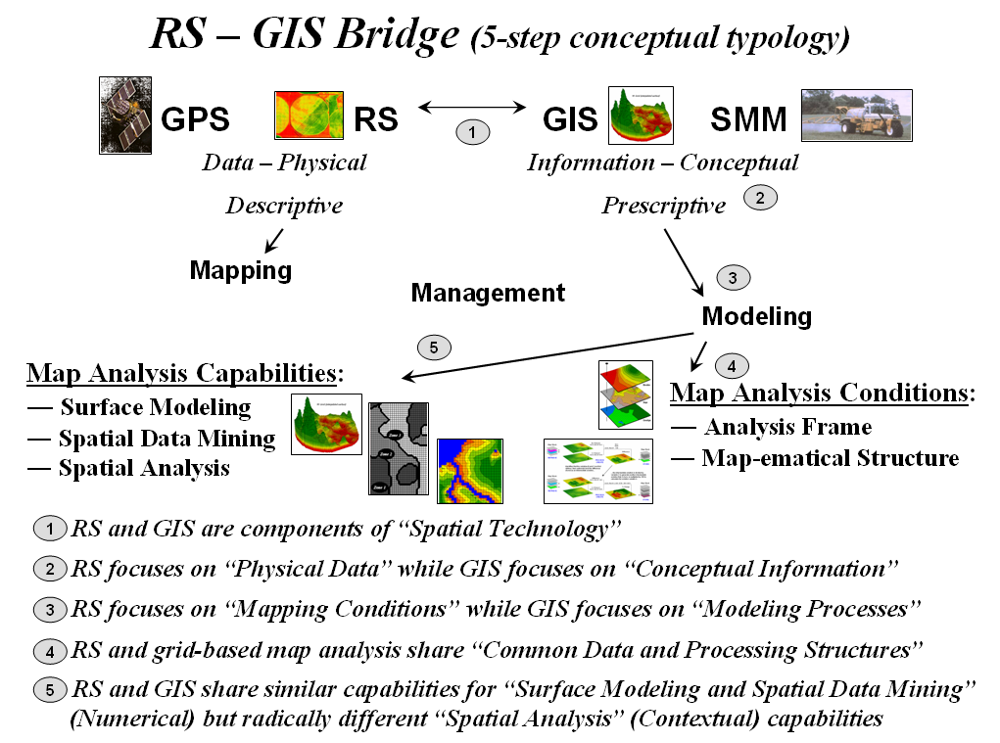 RS – GIS Bridge (5-step conceptual typology)
GPS RS 1 GIS SMM
Data – Physical Information – Conceptual
Descriptive Prescriptive 2
Mapping
Management
3
Modeling
5
4
Map Analysis Capabilities:
— Surface Modeling
— Spatial Data Mining
— Spatial Analysis
Map Analysis Conditions:
— Analysis Frame
— Map-ematical Structure
1 RS and GIS are components of “Spatial Technology”
2 RS focuses on “Physical Data” while GIS focuses on “Conceptual Information”
3 RS focuses on “Mapping Conditions” while GIS focuses on “Modeling Processes”
4 RS and grid-based map analysis share “Common Data and Processing Structures”
5 RS and GIS share similar capabilities for “Surface Modeling and Spatial Data Mining”
(Numerical) but radically different “Spatial Analysis” (Contextual) capabilities